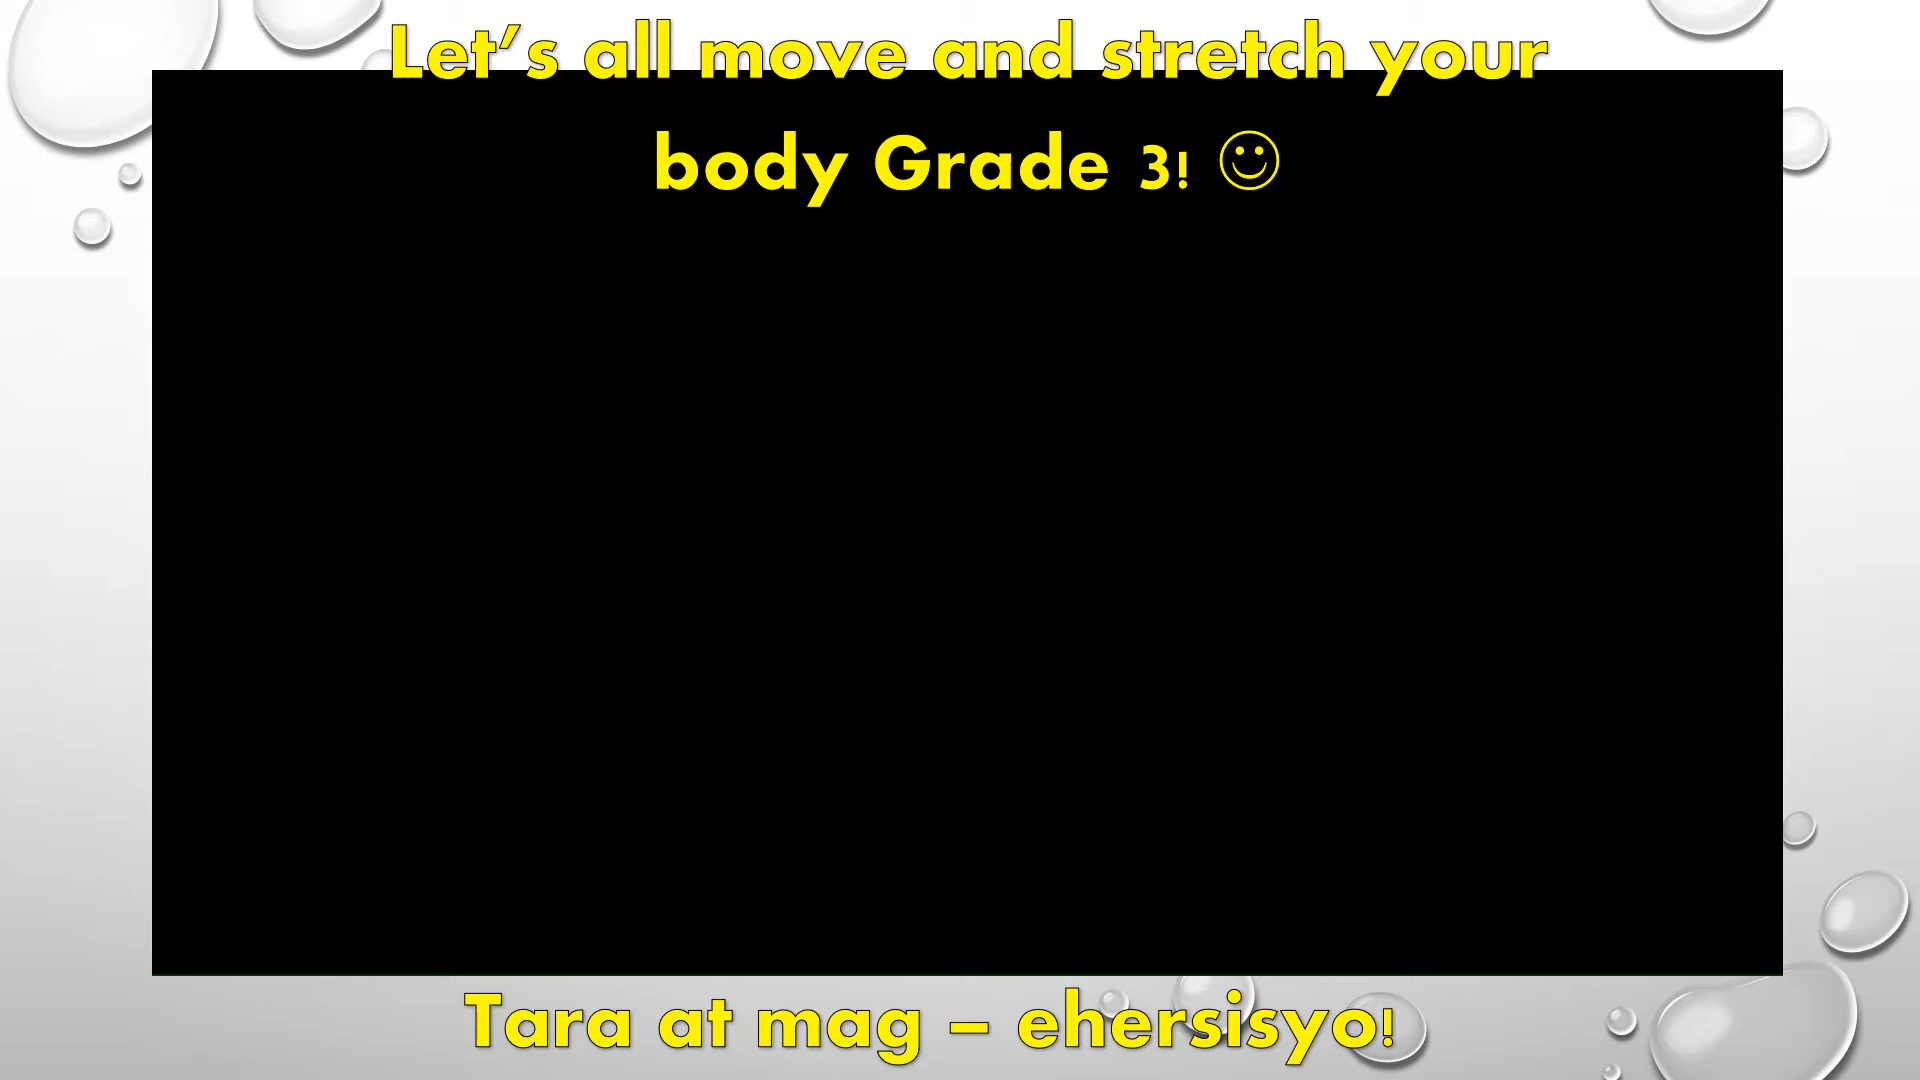 Let’s all move and stretch your
body Grade 3! ☺
Tara at mag – ehersisyo!